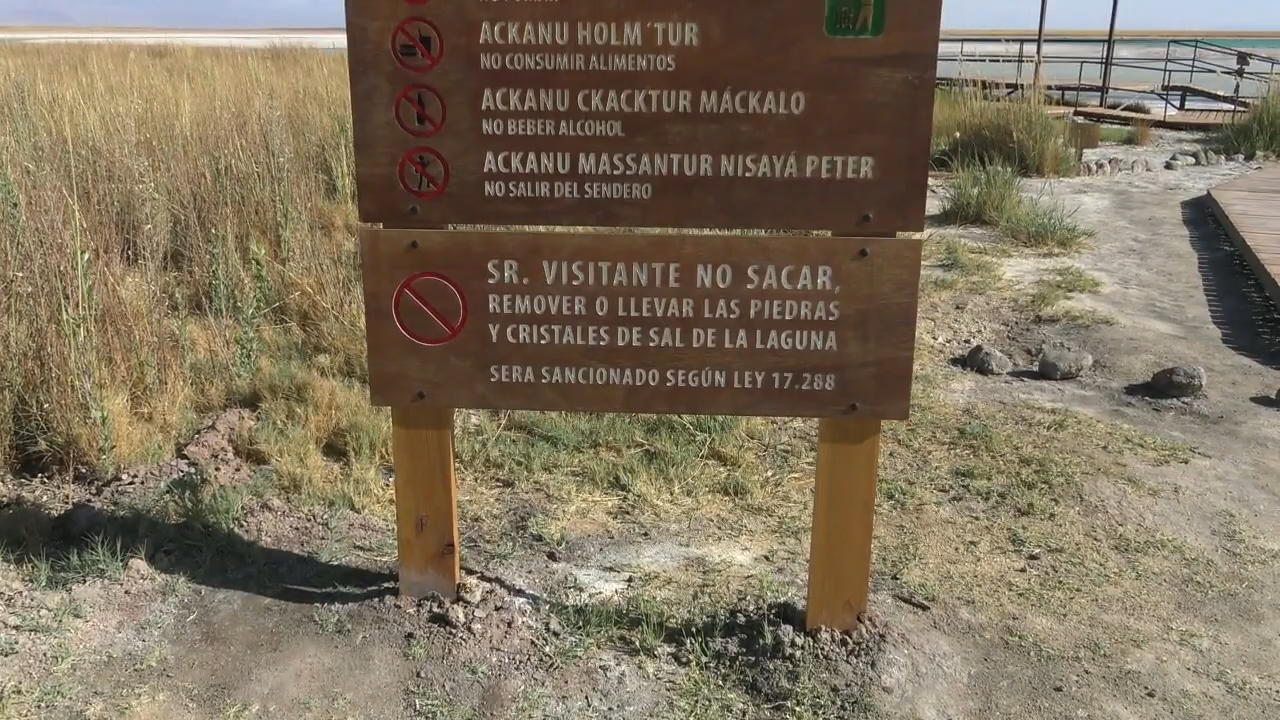 ACKANU HOLM´TUR
NO CONSUMIR ALIMENTOS
ACKANU CKACKTUR MÁCKALO
NO BEBER ALCOHOL
ACKANU MASSANTUR NISAYÁ PETER
NO SALIR DEL SENDERO
SR. VISITANTE NO SACAR,
REMOVER O LLEVAR LAS PIEDRAS
Y CRISTALES DE SAL DE LA LAGUNA
SERA SANCIONADO SEGÚN LEY 17.288